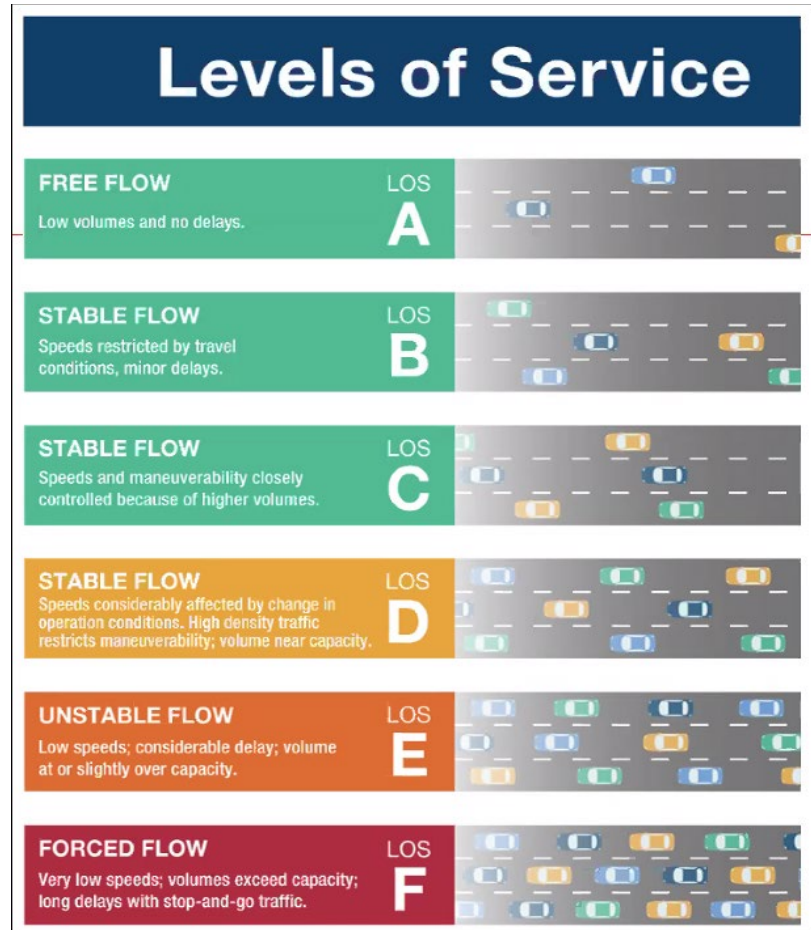 Levels of Service
FREE FLOW
LOS
Low volumes and no delays.
A
STABLE FLOW
LOS
Speeds restricted by travel
conditions, minor delays.
B
STABLE FLOW
LOS
Speeds and maneuverability closely
controlled because of higher volumes.
C
STABLE FLOW
LOS
Speeds considerably affected by change in
operation conditions. High density traffic
restricts maneuverability; volume near capacity.
D
UNSTABLE FLOW
LOS
Low speeds; considerable delay; volume
at or slightly over capacity.
E
FORCED FLOW
LOS
Very low speeds; volumes exceed capacity;
long delays with stop-and-go traffic.
F